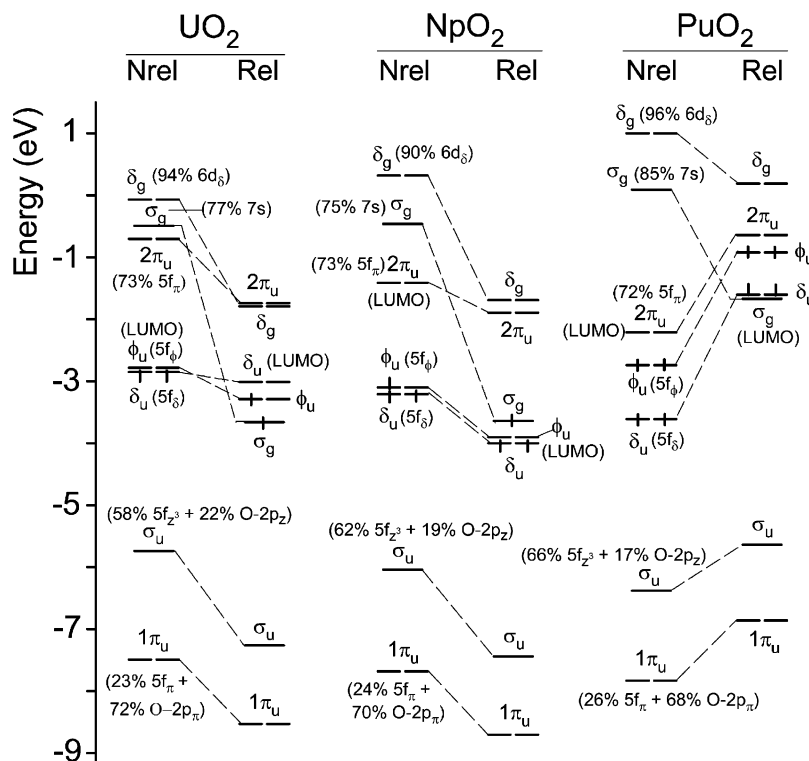 UO₂ NpO₂ PuO₂
Nrel Rel Nrel Rel Nrel Rel
Energy (eV)
1
-1
-3
-5
-7
-9
δg (94% 6dδ)
σg (77% 7s)
2πu
(73% 5fπ)
(LUMO)
ϕu (5fϕ)
δu (5fδ)
(58% 5fz³ + 22% O-2pz)
σu
1πu
(23% 5fπ +
72% O-2pπ)
2πu
δg
δu (LUMO)
ϕu
σg
σu
1πu
δg (90% 6dδ)
(75% 7s) σg
(73% 5fπ) 2πu
(LUMO)
ϕu (5fϕ)
δu (5fδ)
(62% 5fz³ + 19% O-2pz)
σu
1πu
(24% 5fπ +
70% O-2pπ)
δg
2πu
σg
ϕu
(LUMO)
δu
σu
1πu
δg (96% 6dδ)
σg (85% 7s)
(72% 5fπ)
2πu
(LUMO)
ϕu (5fϕ)
δu (5fδ)
(66% 5fz³ + 17% O-2pz)
σu
1πu
(26% 5fπ + 68% O-2pπ)
δg
2πu
ϕu
δu
σg
(LUMO)
σu
1πu